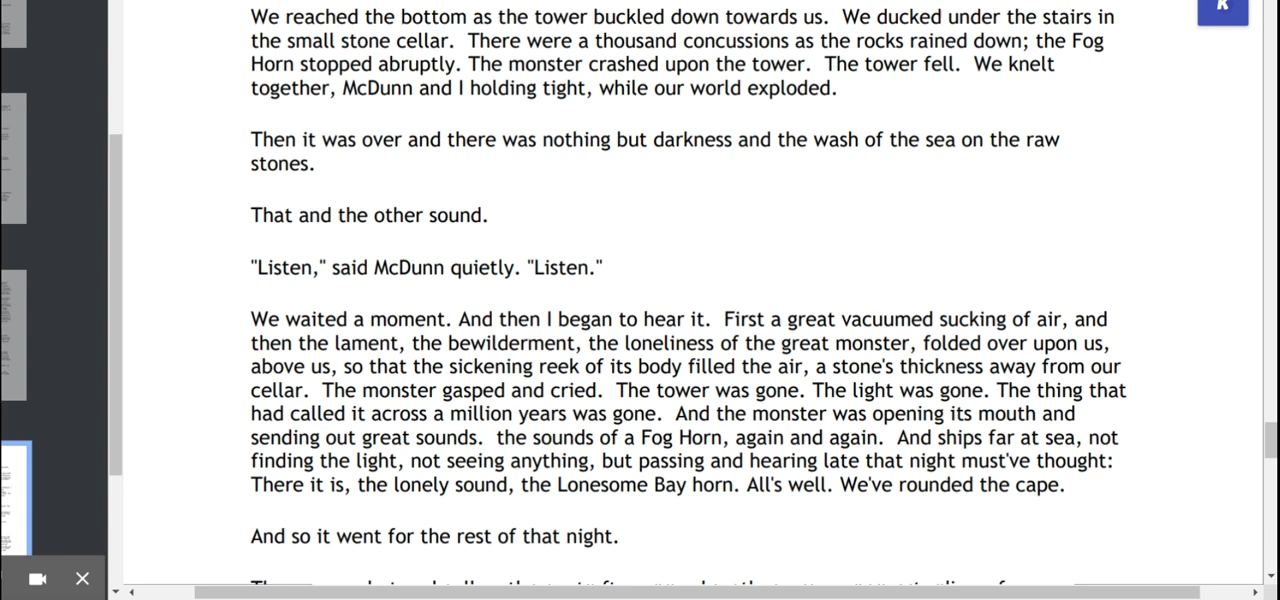 We reached the bottom as the tower buckled down towards us.  We ducked under the stairs in
the small stone cellar.  There were a thousand concussions as the rocks rained down; the Fog
Horn stopped abruptly. The monster crashed upon the tower.  The tower fell.  We knelt
together, McDunn and I holding tight, while our world exploded.
Then it was over and there was nothing but darkness and the wash of the sea on the raw
stones.
That and the other sound.
"Listen," said McDunn quietly. "Listen."
We waited a moment. And then I began to hear it.  First a great vacuumed sucking of air, and
then the lament, the bewilderment, the loneliness of the great monster, folded over upon us,
above us, so that the sickening reek of its body filled the air, a stone's thickness away from our
cellar.  The monster gasped and cried.  The tower was gone. The light was gone. The thing that
had called it across a million years was gone.  And the monster was opening its mouth and
sending out great sounds.  the sounds of a Fog Horn, again and again.  And ships far at sea, not
finding the light, not seeing anything, but passing and hearing late that night must've thought:
There it is, the lonely sound, the Lonesome Bay horn. All's well. We've rounded the cape.
And so it went for the rest of that night.